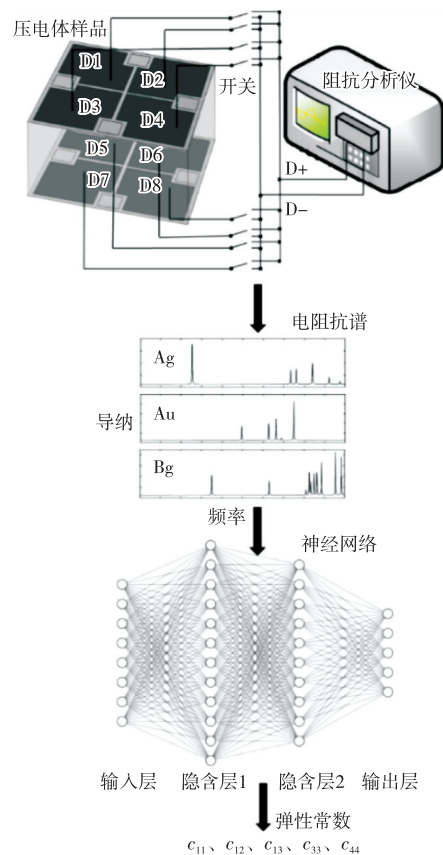 压电体样品
D1
D2
D3
D4
D5
D6
D7
D8
开关
阻抗分析仪
D+
D−
电阻抗谱
Ag
Au
Bg
导纳
频率
神经网络
输入层 隐含层1 隐含层2 输出层
弹性常数
c₁₁、c₁₂、c₁₃、c₃₃、c₄₄